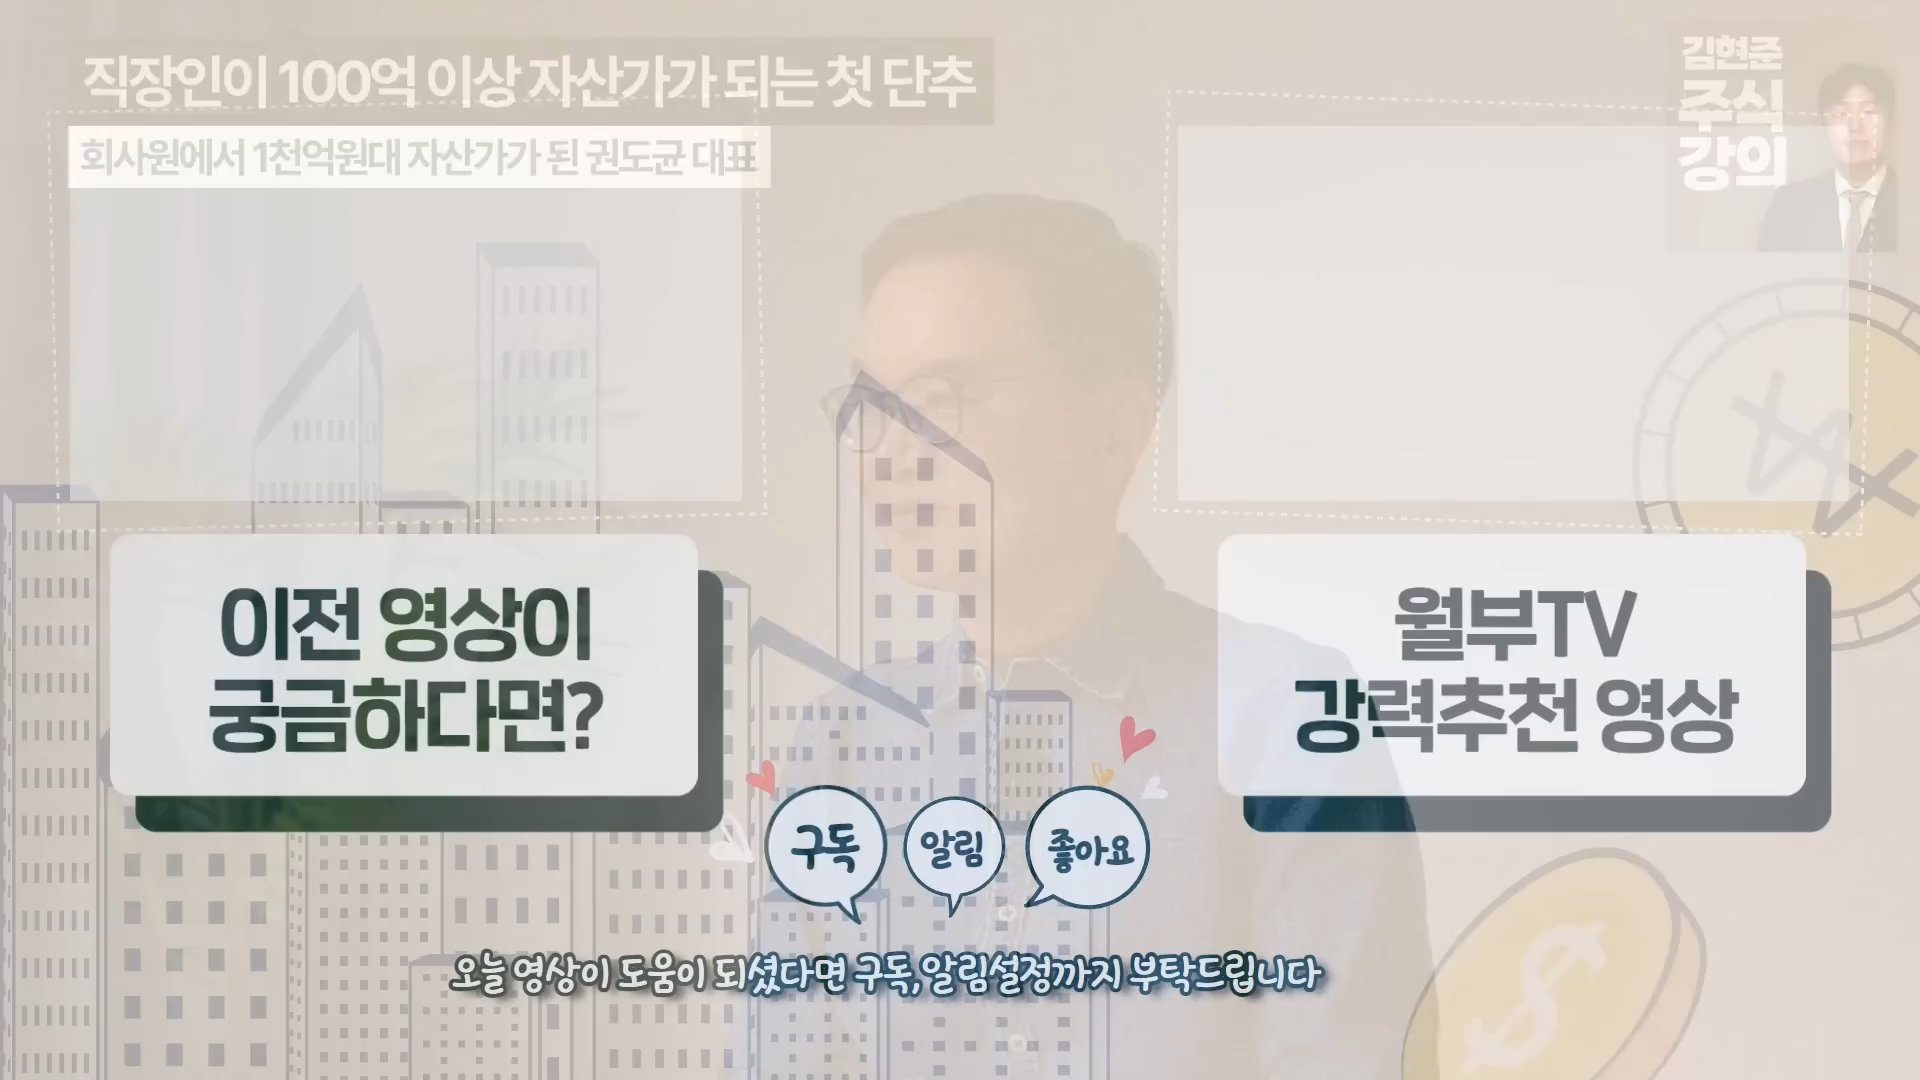 직장인이 100억 이상 자산가가 되는 첫 단추
회사원에서 1천억원대 자산가가 된 권도균 대표
김현준
주식
강의
이전 영상이
궁금하다면?
월부TV
강력추천 영상
구독
알림
좋아요
오늘 영상이 도움이 되셨다면 구독,알림설정까지 부탁드립니다